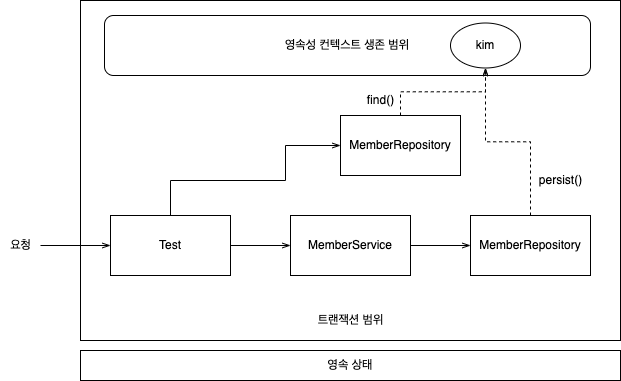 영속성 컨텍스트 생존 범위
kim
find()
MemberRepository
persist()
요청
Test
MemberService
MemberRepository
트랜잭션 범위
영속 상태